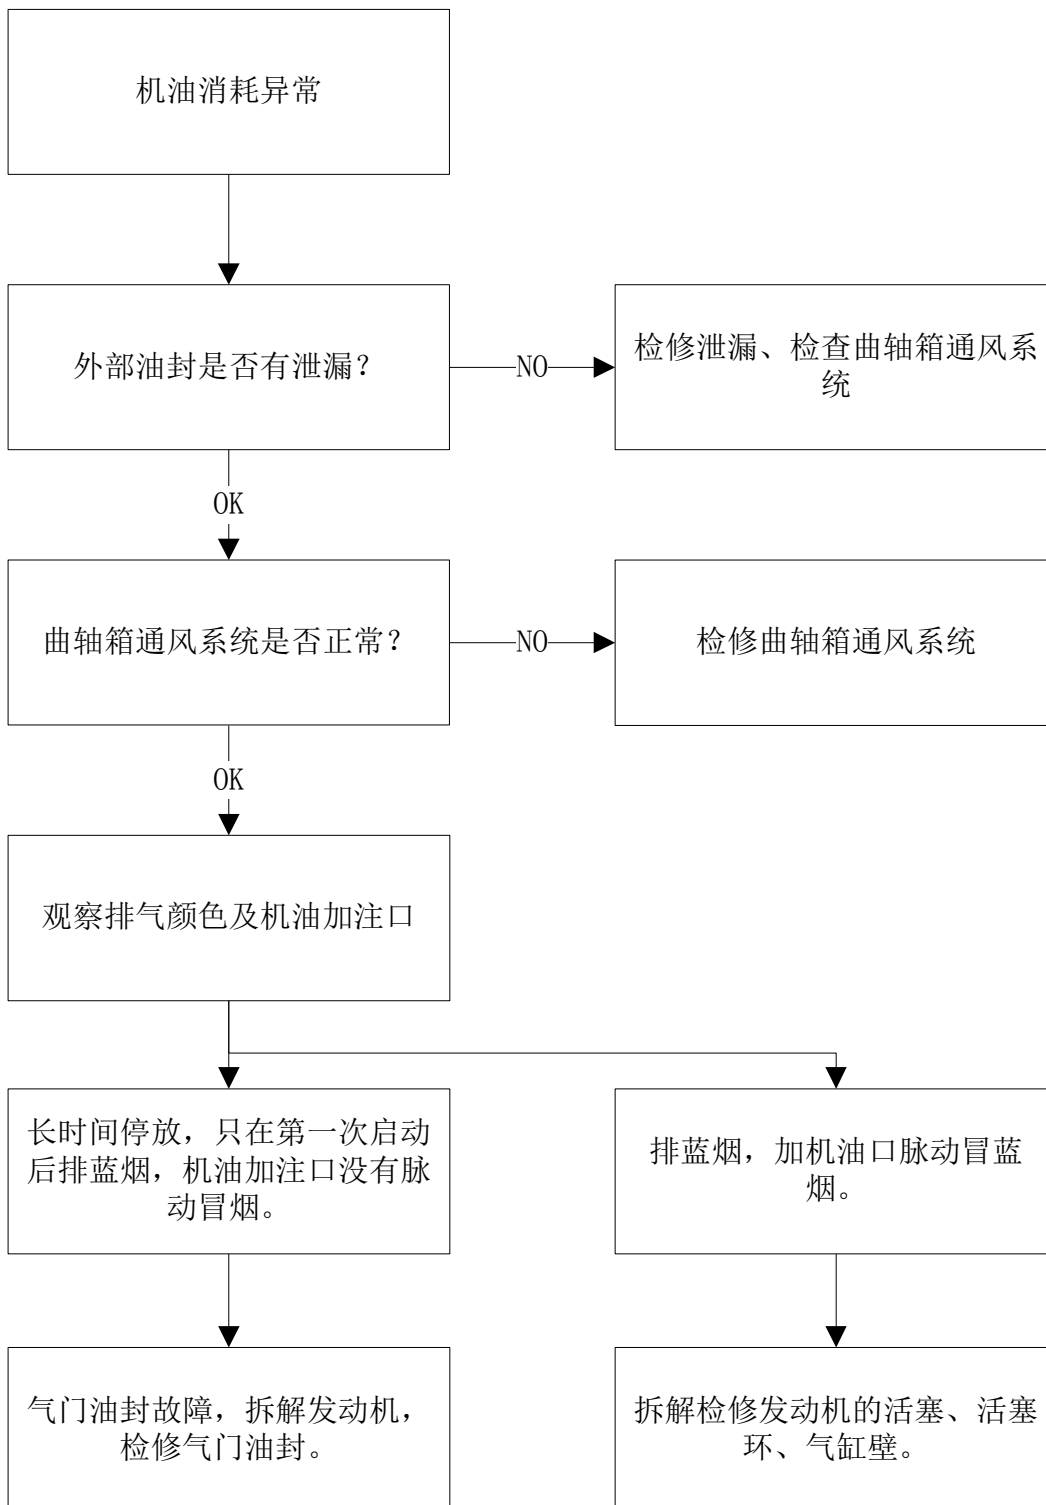 机油消耗异常
外部油封是否有泄漏？
NO
检修泄漏、检查曲轴箱通风系
统
OK
曲轴箱通风系统是否正常？
NO
检修曲轴箱通风系统
OK
观察排气颜色及机油加注口
长时间停放，只在第一次启动
后排蓝烟，机油加注口没有脉
动冒烟。
排蓝烟，加机油口脉动冒蓝
烟。
气门油封故障，拆解发动机，
检修气门油封。
拆解检修发动机的活塞、活塞
环、气缸壁。